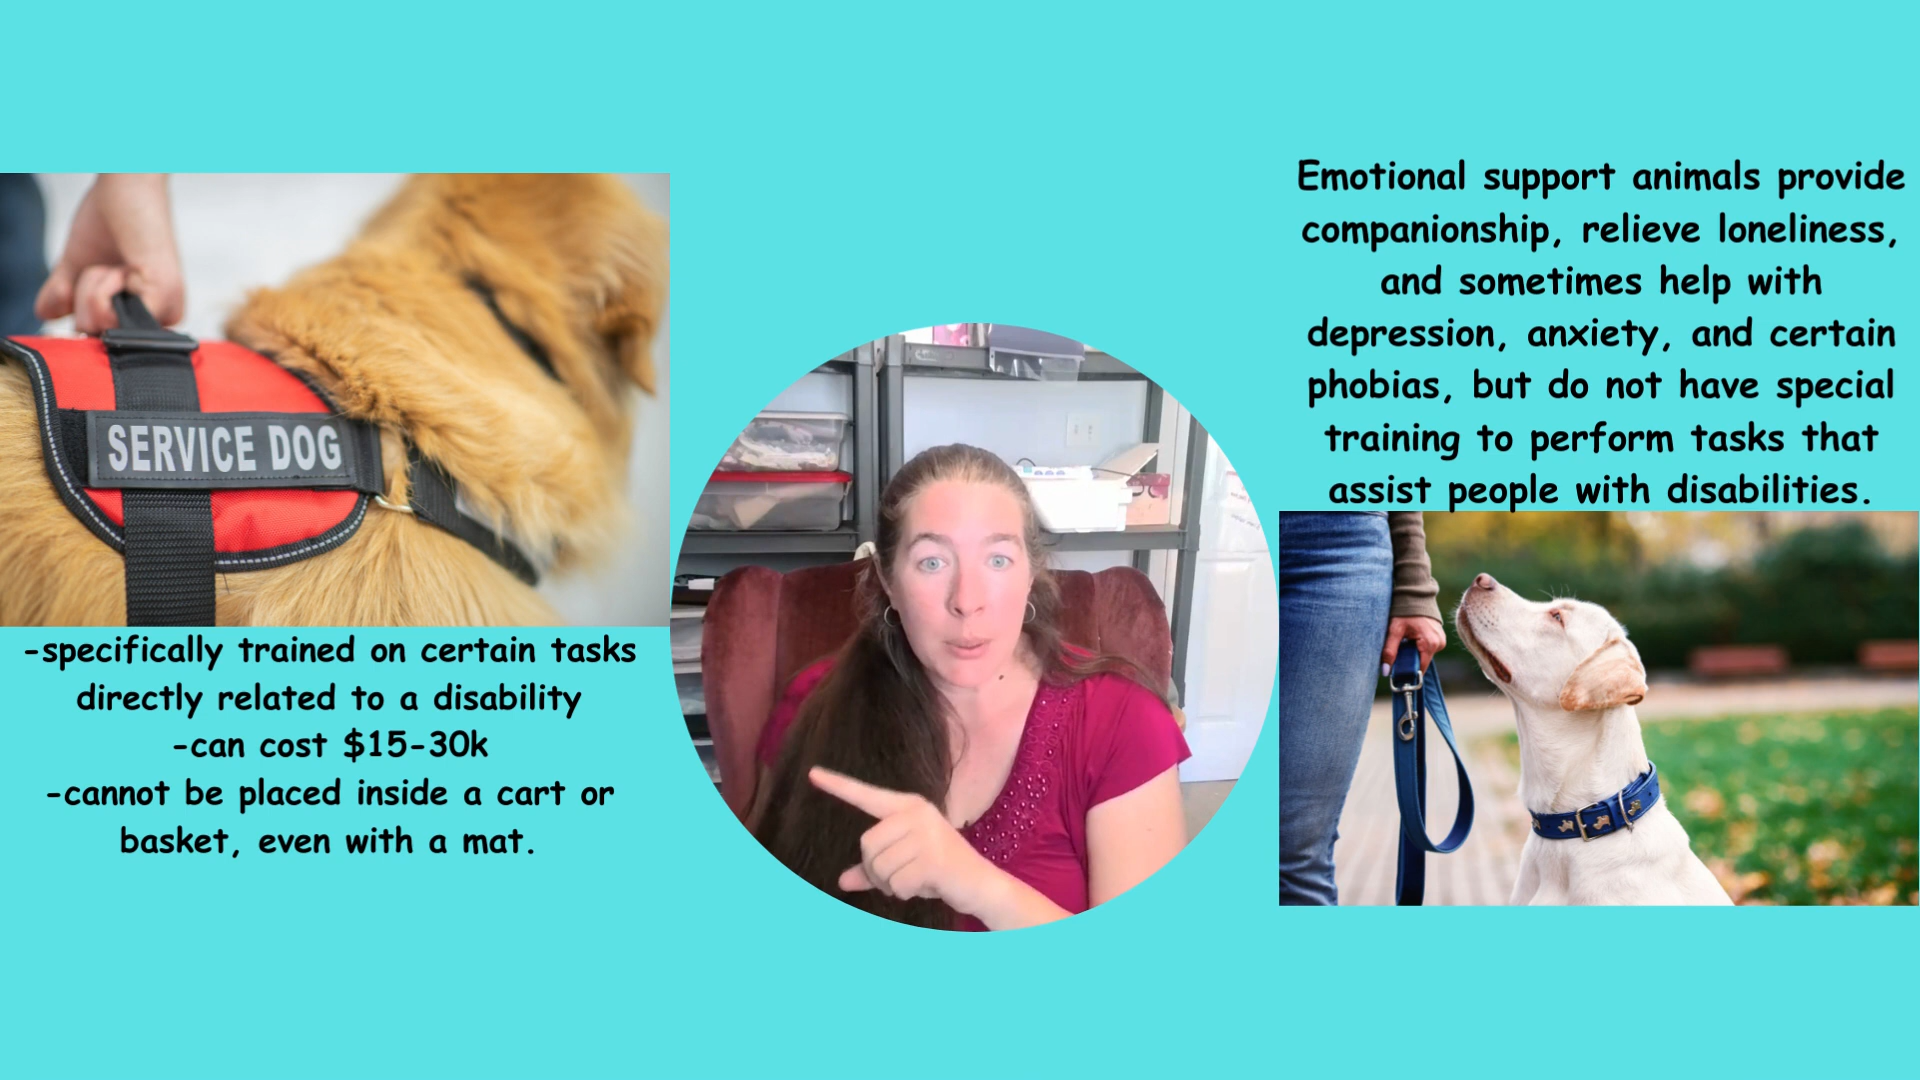 SERVICE DOG
-specifically trained on certain tasks
directly related to a disability
-can cost $15-30k
-cannot be placed inside a cart or
basket, even with a mat.
Emotional support animals provide
companionship, relieve loneliness,
and sometimes help with
depression, anxiety, and certain
phobias, but do not have special
training to perform tasks that
assist people with disabilities.